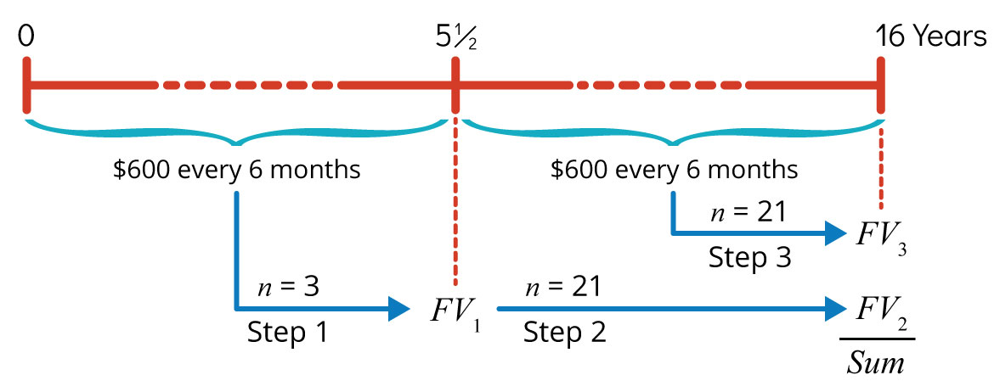 0 5½ 16 Years
$600 every 6 months $600 every 6 months
n = 21
Step 3
FV3
n = 3
Step 1
FV1
n = 21
Step 2
FV2
Sum